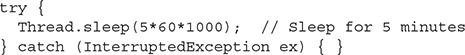 try {
  Thread.sleep(5*60*1000);  // Sleep for 5 minutes
} catch (InterruptedException ex) { }